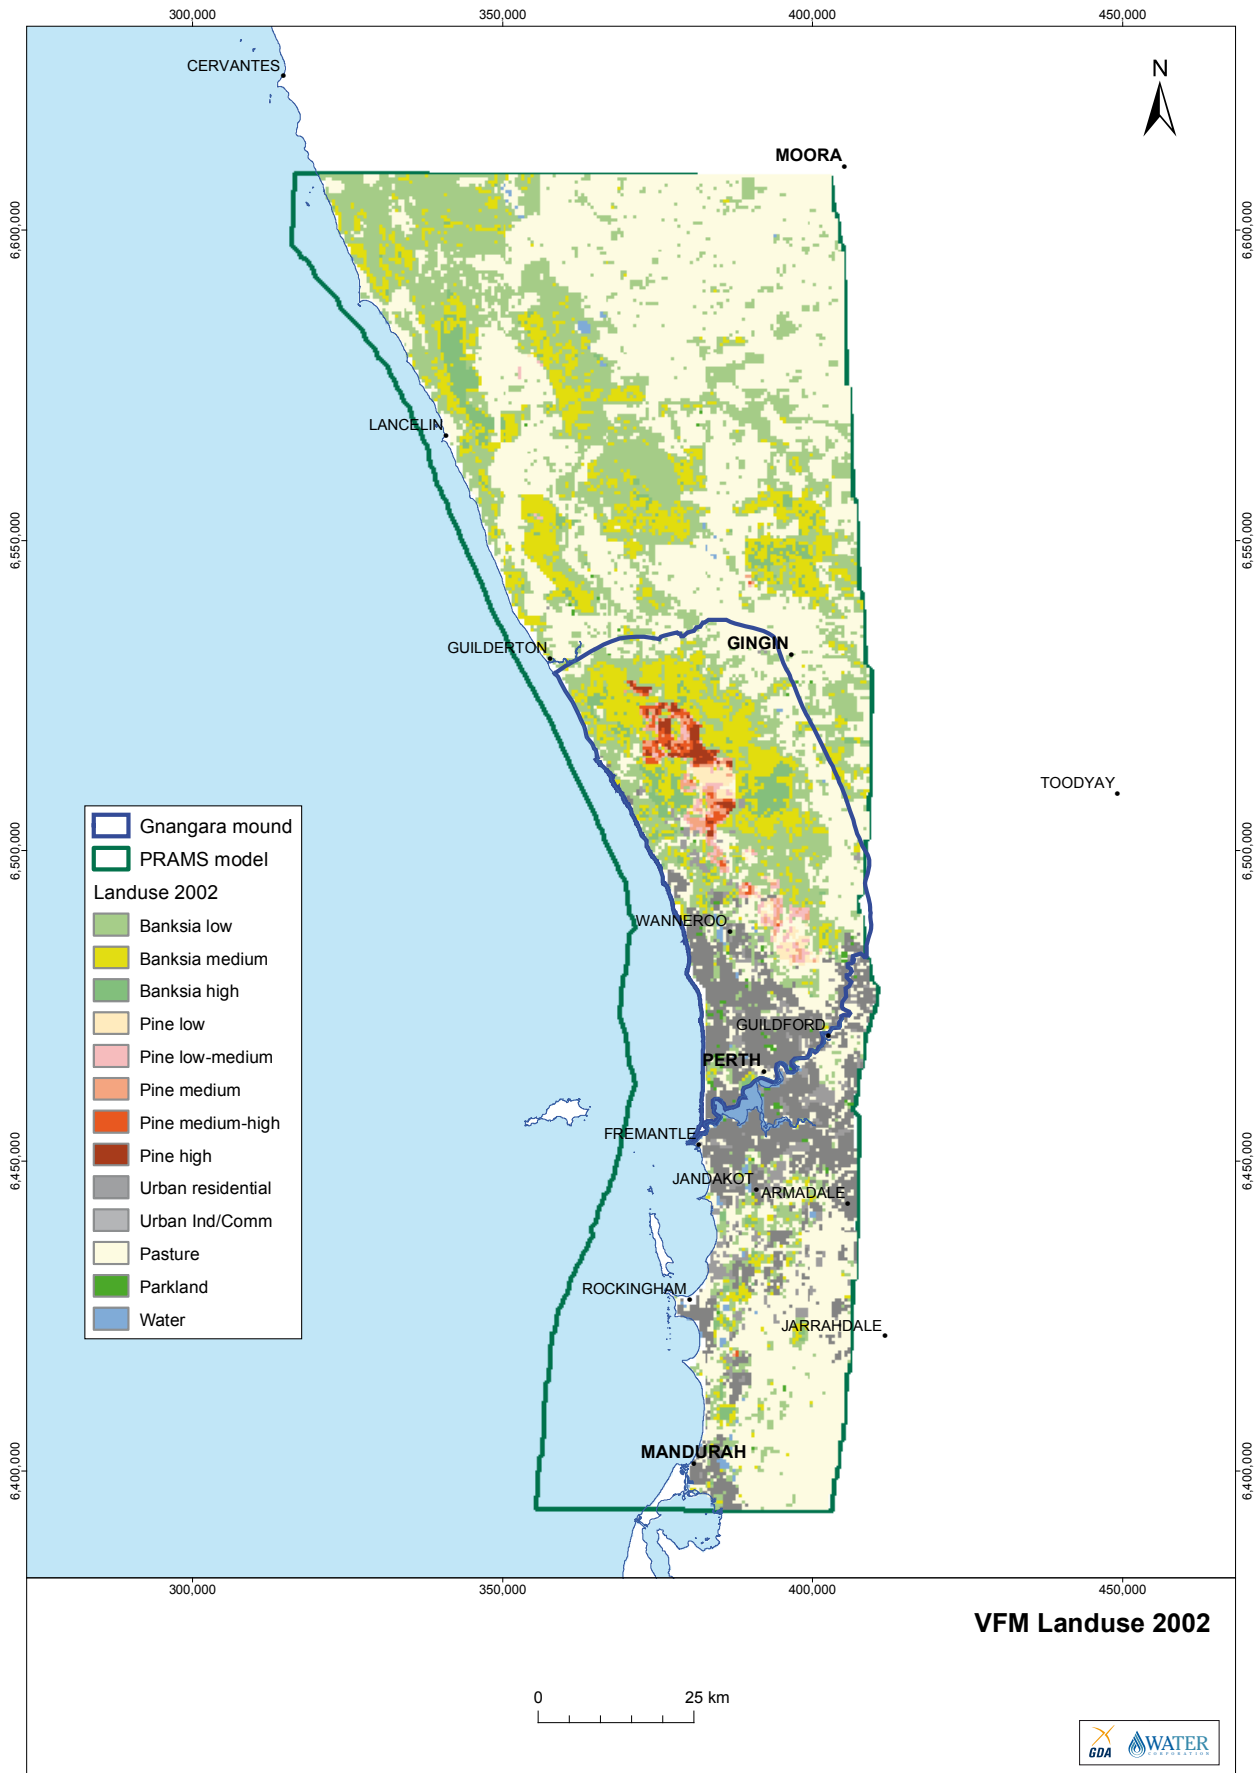 300,000 350,000 400,000 450,000
N
CERVANTES
MOORA
6,600,000 6,600,000
LANCELIN
6,550,000 6,550,000
GUILDERTON
GINGIN
TOODYAY
6,500,000 6,500,000
Gnangara mound
PRAMS model
Landuse 2002
Banksia low
Banksia medium
Banksia high
Pine low
Pine low-medium
Pine medium
Pine medium-high
Pine high
Urban residential
Urban Ind/Comm
Pasture
Parkland
Water
WANNEROO
GUILDFORD
PERTH
FREMANTLE
6,450,000 6,450,000
JANDAKOT
ARMADALE
ROCKINGHAM
JARRAHDALE
MANDURAH
6,400,000 6,400,000
300,000 350,000 400,000 450,000
VFM Landuse 2002
0 25 km
GDA WATER
CORPORATION